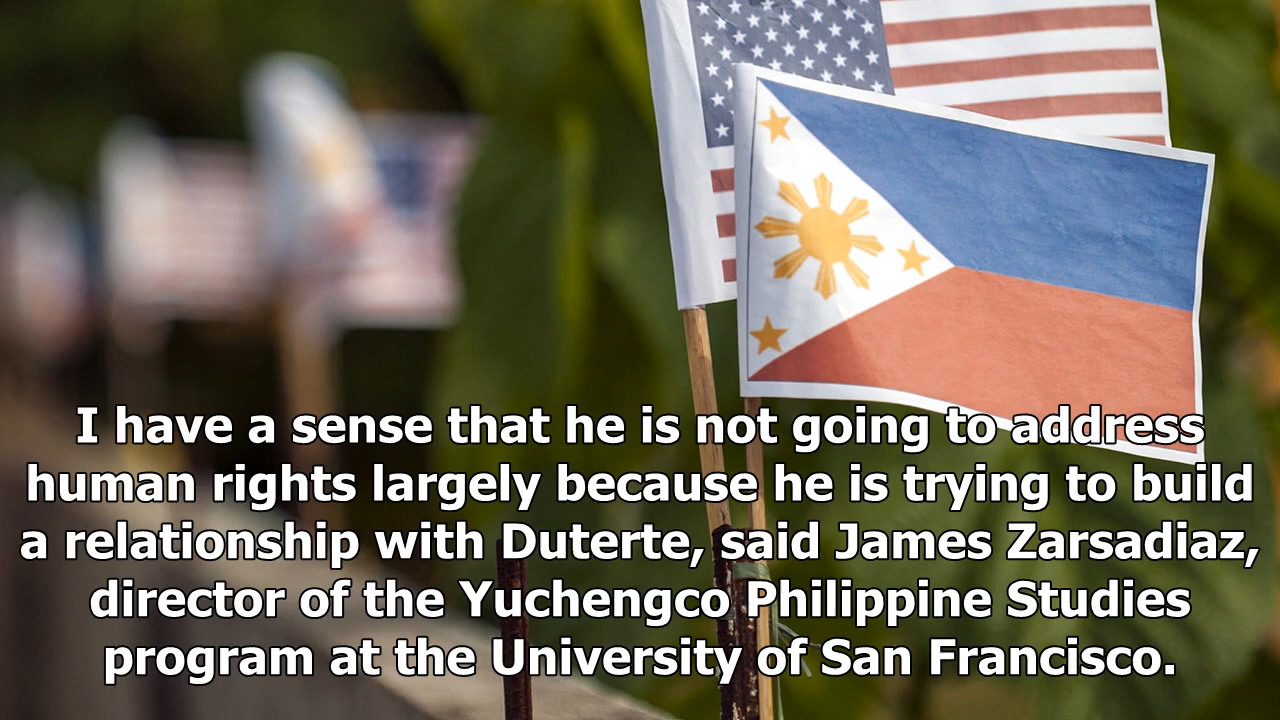 I have a sense that he is not going to address
human rights largely because he is trying to build
a relationship with Duterte, said James Zarsadiaz,
director of the Yuchengco Philippine Studies
program at the University of San Francisco.